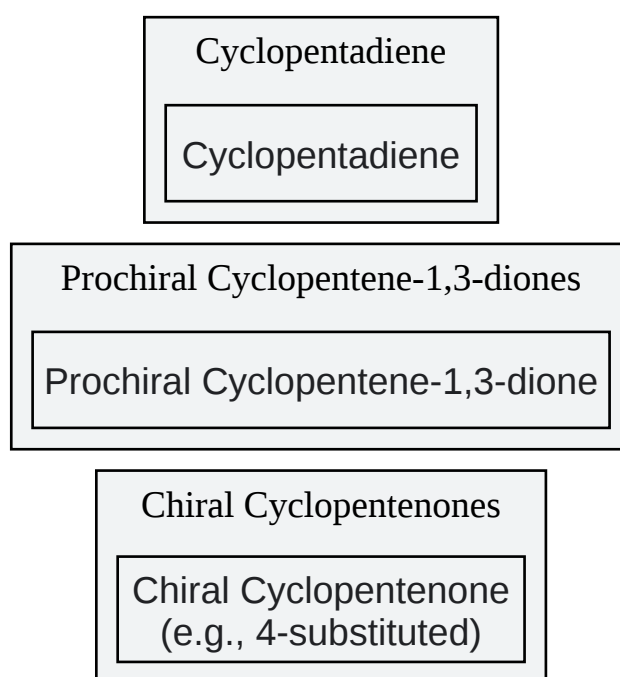 Cyclopentadiene
Cyclopentadiene
Prochiral Cyclopentene-1,3-diones
Prochiral Cyclopentene-1,3-dione
Chiral Cyclopentenones
Chiral Cyclopentenone
(e.g., 4-substituted)